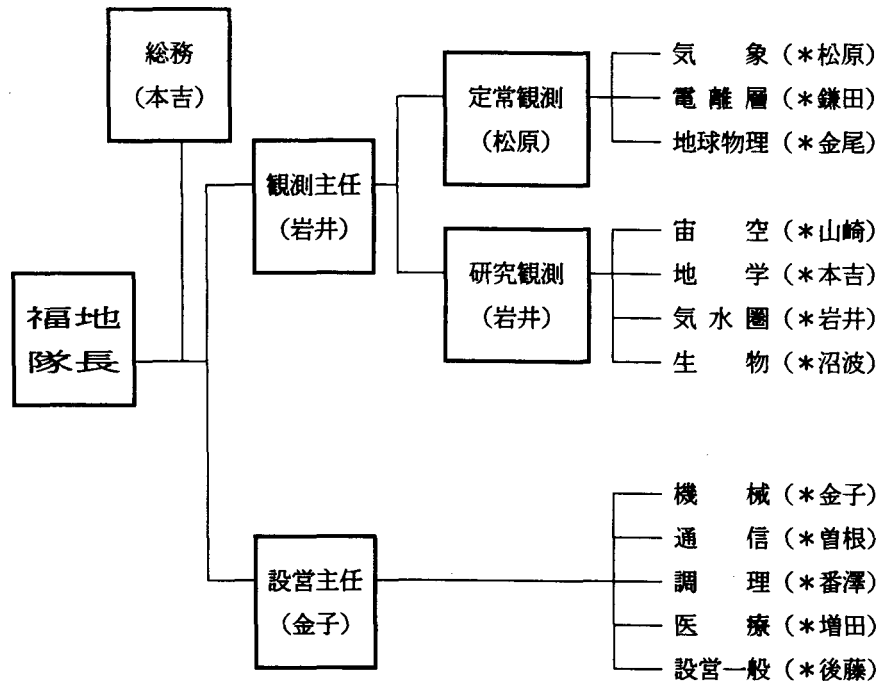 総務
(本吉)
福地
隊長
観測主任
(岩井)
定常観測
(松原)
気象(*松原)
電離層(*鎌田)
地球物理(*金尾)
研究観測
(岩井)
宙空(*山崎)
地学(*本吉)
気水圏(*岩井)
生物(*沼波)
設営主任
(金子)
機械(*金子)
通信(*曽根)
調理(*番澤)
医療(*増田)
設営一般(*後藤)